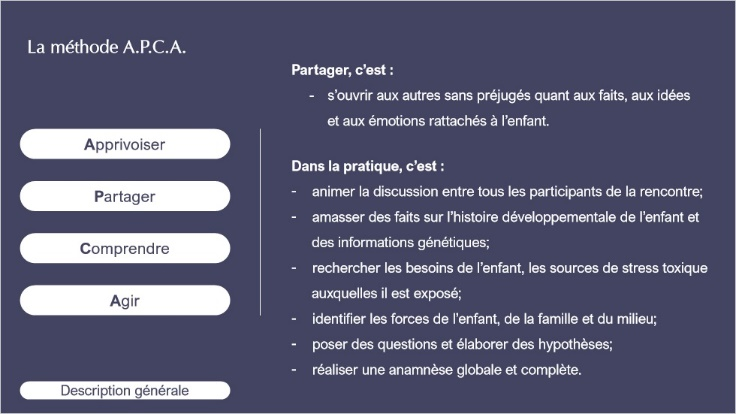 La méthode A.P.C.A.
Apprivoiser
Partager
Comprendre
Agir
Description générale
Partager, c'est :
- s'ouvrir aux autres sans préjugés quant aux faits, aux idées
et aux émotions rattachés à l'enfant.
Dans la pratique, c'est :
- animer la discussion entre tous les participants de la rencontre;
- amasser des faits sur l'histoire développementale de l'enfant et
des informations génétiques;
- rechercher les besoins de l'enfant, les sources de stress toxique
auxquelles il est exposé;
- identifier les forces de l'enfant, de la famille et du milieu;
- poser des questions et élaborer des hypothèses;
- réaliser une anamnèse globale et complète.